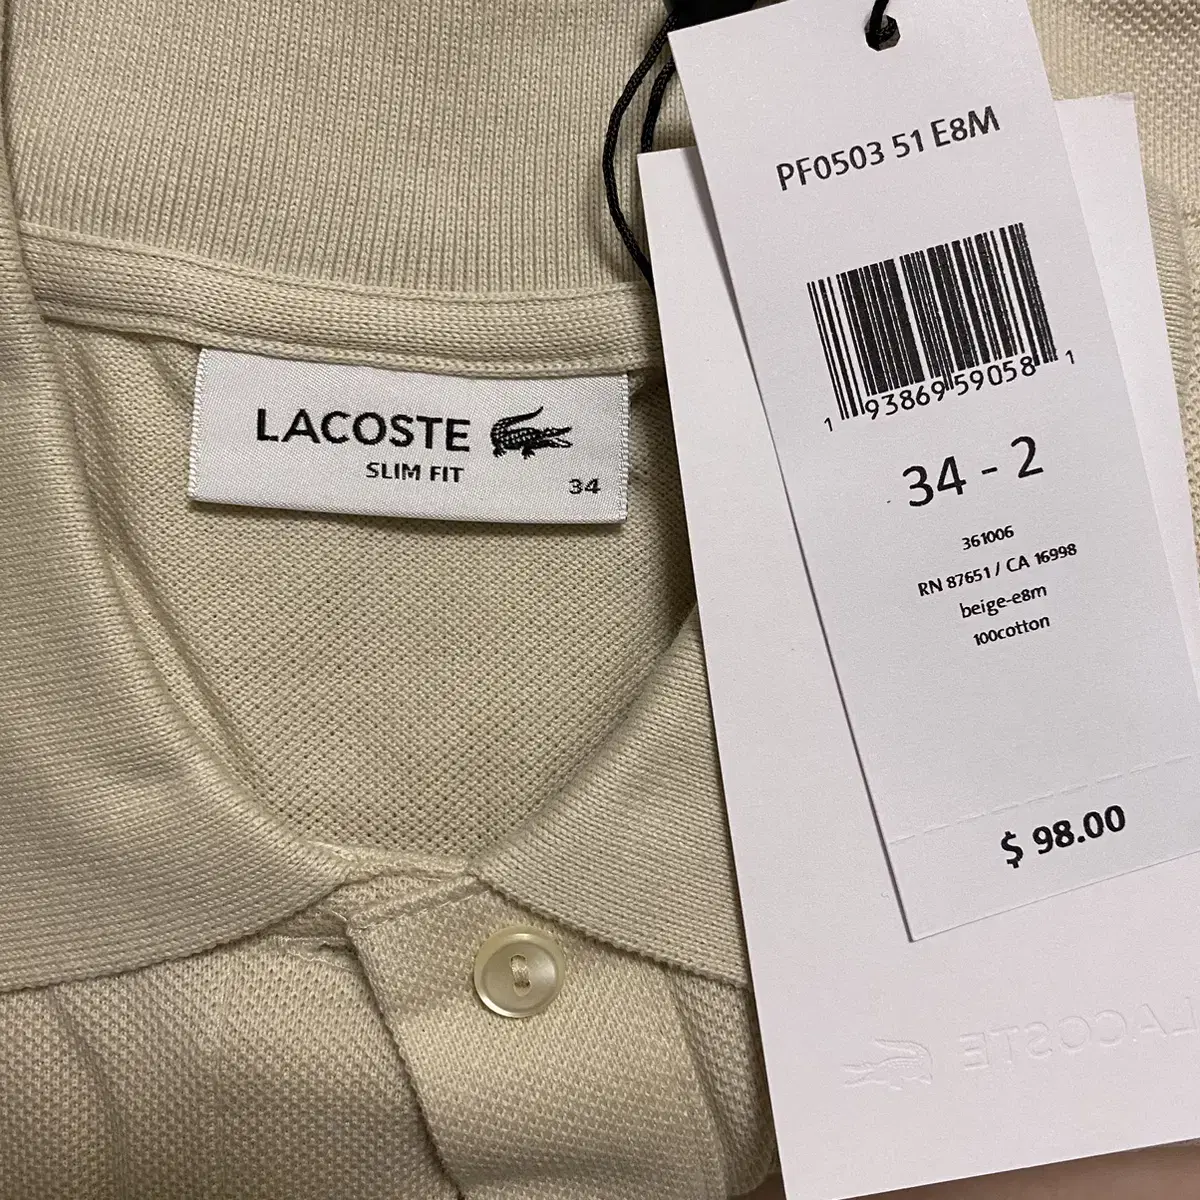 LACOSTE
SLIM FIT
34
PF0503 51 E8M
1 93869 59058 1
34 - 2
361006
RN 87651 / CA 16998
beige-e8m
100cotton
$ 98.00
LACOSTE